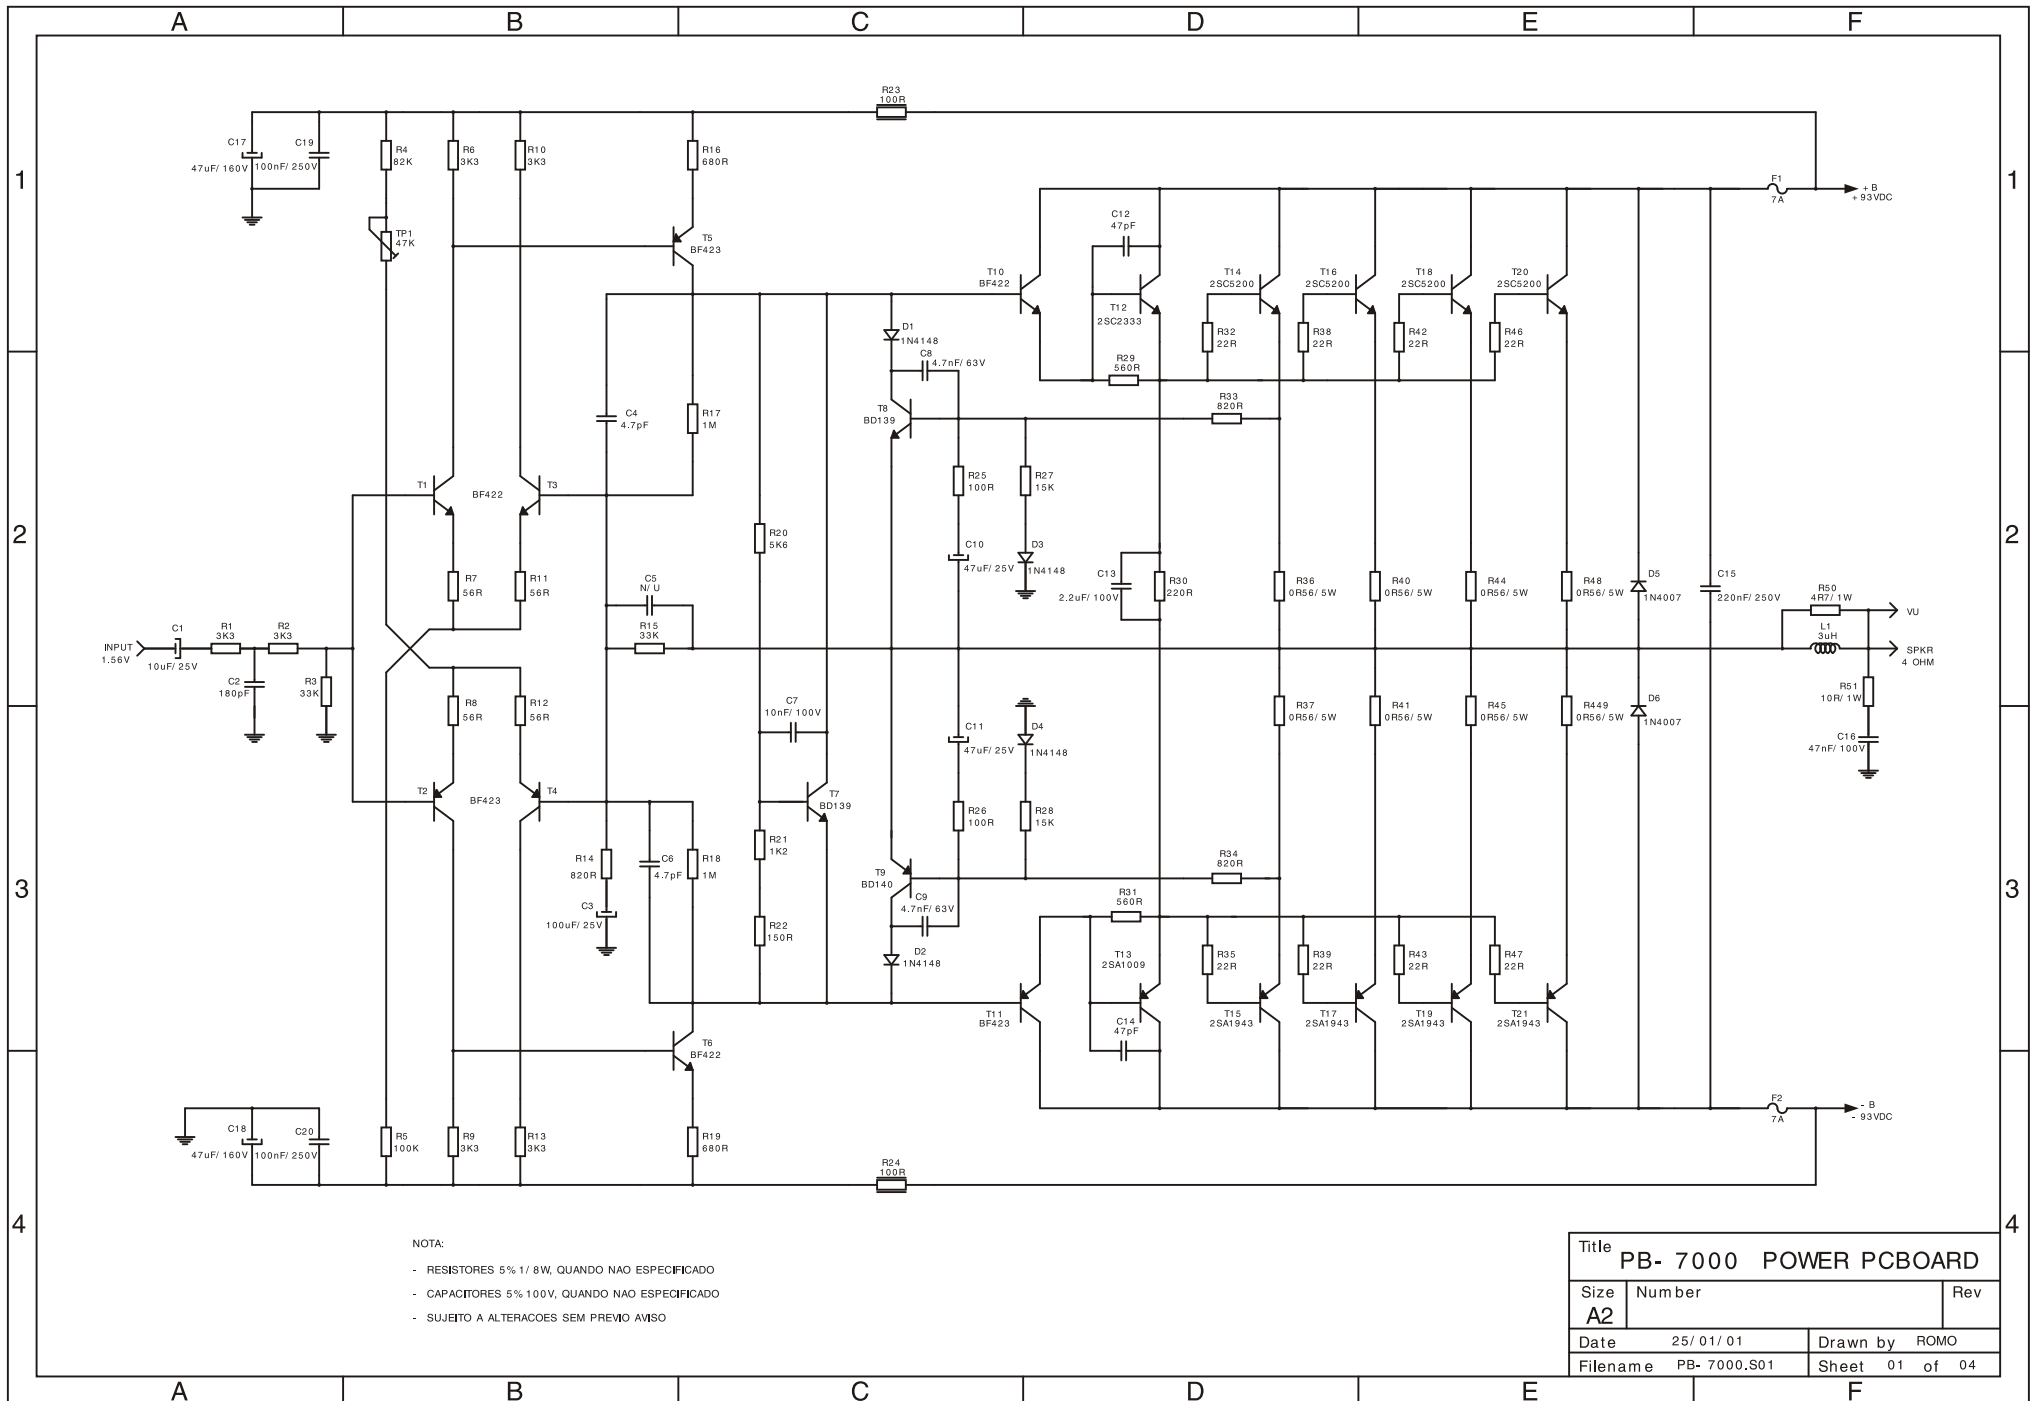 A B C D E F
1
2
3
4
1
2
3
4
R23
100R
C17
47uF/ 160V
C19
100nF/ 250V
R4
82K
R6
3K3
R10
3K3
R16
680R
TP1
47K
T5
BF423
F1
7A
+ B
+ 93VDC
C12
47pF
T10
BF422
T12
2SC2333
T14
2SC5200
T16
2SC5200
T18
2SC5200
T20
2SC5200
D1
1N4148
C8
4.7nF/ 63V
R29
560R
R32
22R
R38
22R
R42
22R
R46
22R
C4
4.7pF
R17
1M
T8
BD139
R33
820R
T1
BF422
T3
R25
100R
R27
15K
R20
5K6
C10
47uF/ 25V
D3
1N4148
R7
56R
R11
56R
C5
N/ U
R15
33K
C13
2.2uF/ 100V
R30
220R
R36
0R56/ 5W
R40
0R56/ 5W
R44
0R56/ 5W
R48
0R56/ 5W
D5
1N4007
C15
220nF/ 250V
R50
4R7/ 1W
VU
L1
3uH
SPKR
4 OHM
INPUT
1.56V
C1
10uF/ 25V
R1
3K3
R2
3K3
C2
180pF
R3
33K
R8
56R
R12
56R
C7
10nF/ 100V
C11
47uF/ 25V
D4
1N4148
R37
0R56/ 5W
R41
0R56/ 5W
R45
0R56/ 5W
R449
0R56/ 5W
D6
1N4007
R51
10R/ 1W
C16
47nF/ 100V
T2
BF423
T4
T7
BD139
R26
100R
R28
15K
R14
820R
C6
4.7pF
R18
1M
R21
1K2
T9
BD140
R34
820R
C3
100uF/ 25V
R22
150R
C9
4.7nF/ 63V
R31
560R
D2
1N4148
T13
2SA1009
R35
22R
R39
22R
R43
22R
R47
22R
T11
BF423
C14
47pF
T15
2SA1943
T17
2SA1943
T19
2SA1943
T21
2SA1943
T6
BF422
C18
47uF/ 160V
C20
100nF/ 250V
R5
100K
R9
3K3
R13
3K3
R19
680R
F2
7A
- B
- 93VDC
R24
100R
NOTA:
- RESISTORES 5% 1/ 8W, QUANDO NAO ESPECIFICADO
- CAPACITORES 5% 100V, QUANDO NAO ESPECIFICADO
- SUJEITO A ALTERACOES SEM PREVIO AVISO
Title PB- 7000 POWER PCBOARD
Size Number Rev
A2
Date 25/ 01/ 01 Drawn by ROMO
Filename PB- 7000.S01 Sheet 01 of 04
A B C D E F